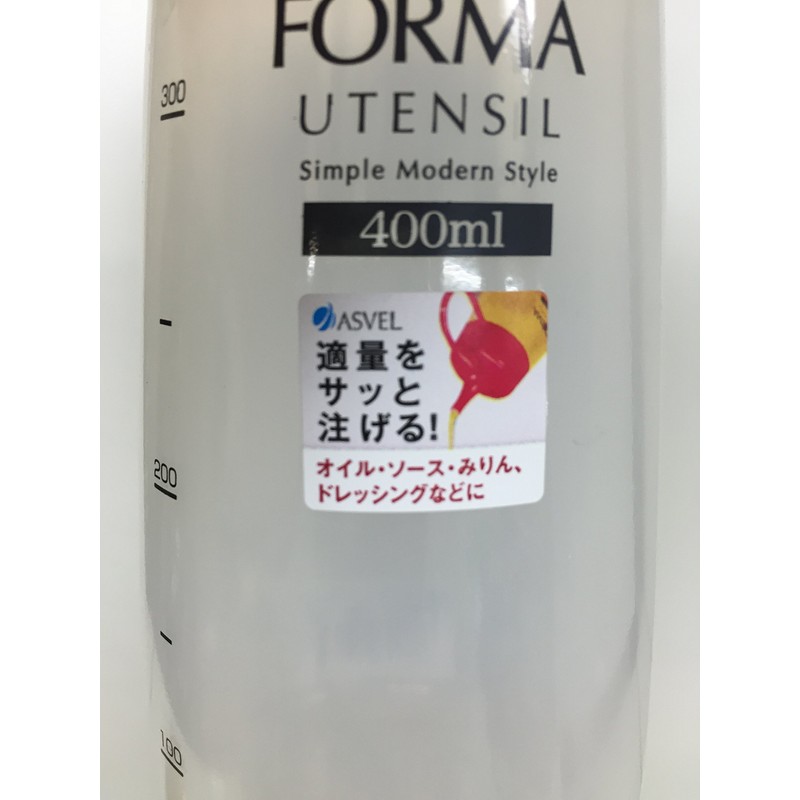 FORMA
UTENSIL
Simple Modern Style
400ml
ASVEL
適量を
サッと
注げる!
オイル・ソース・みりん、
ドレッシングなどに
300
200
100